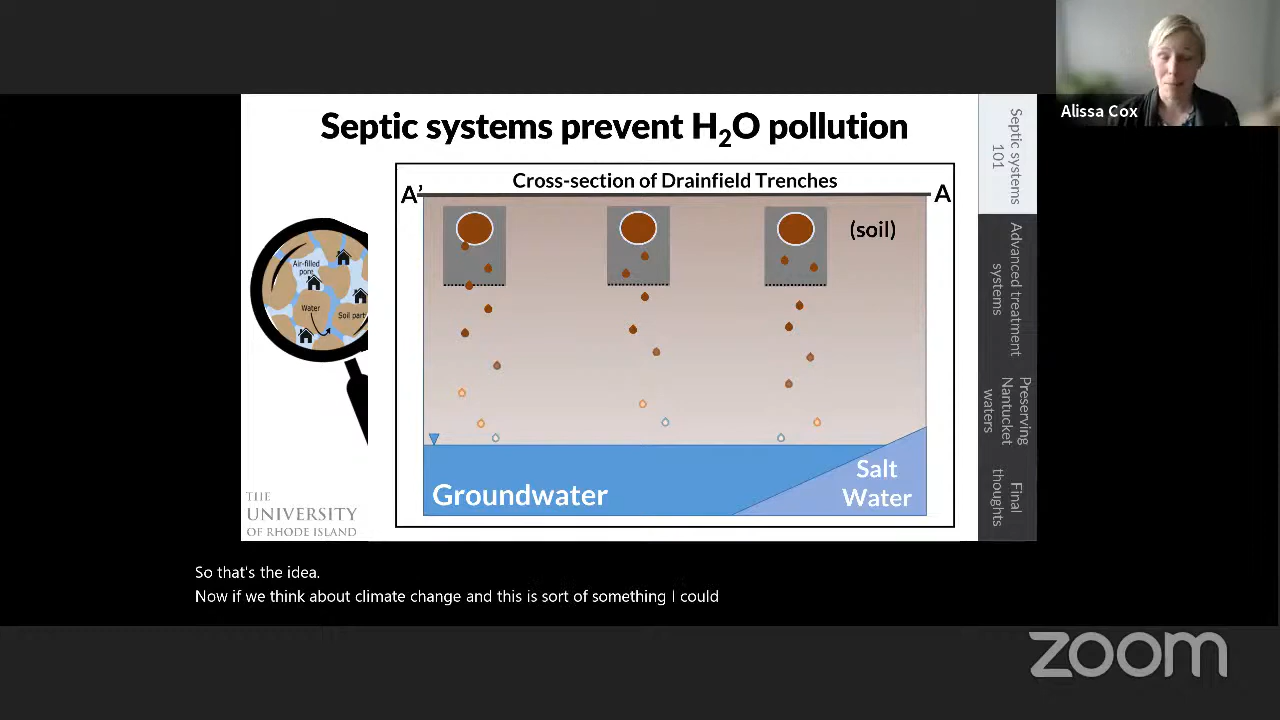 Alissa Cox
Septic systems prevent H₂O pollution
Cross-section of Drainfield Trenches
A’
A
(soil)
Air-filled
pore
Water
Soil part
Groundwater
Salt
Water
THE
UNIVERSITY
OF RHODE ISLAND
Septic systems
101
Advanced treatment
systems
Preserving
Nantucket
waters
Final
thoughts
So that's the idea.
Now if we think about climate change and this is sort of something I could
zoom